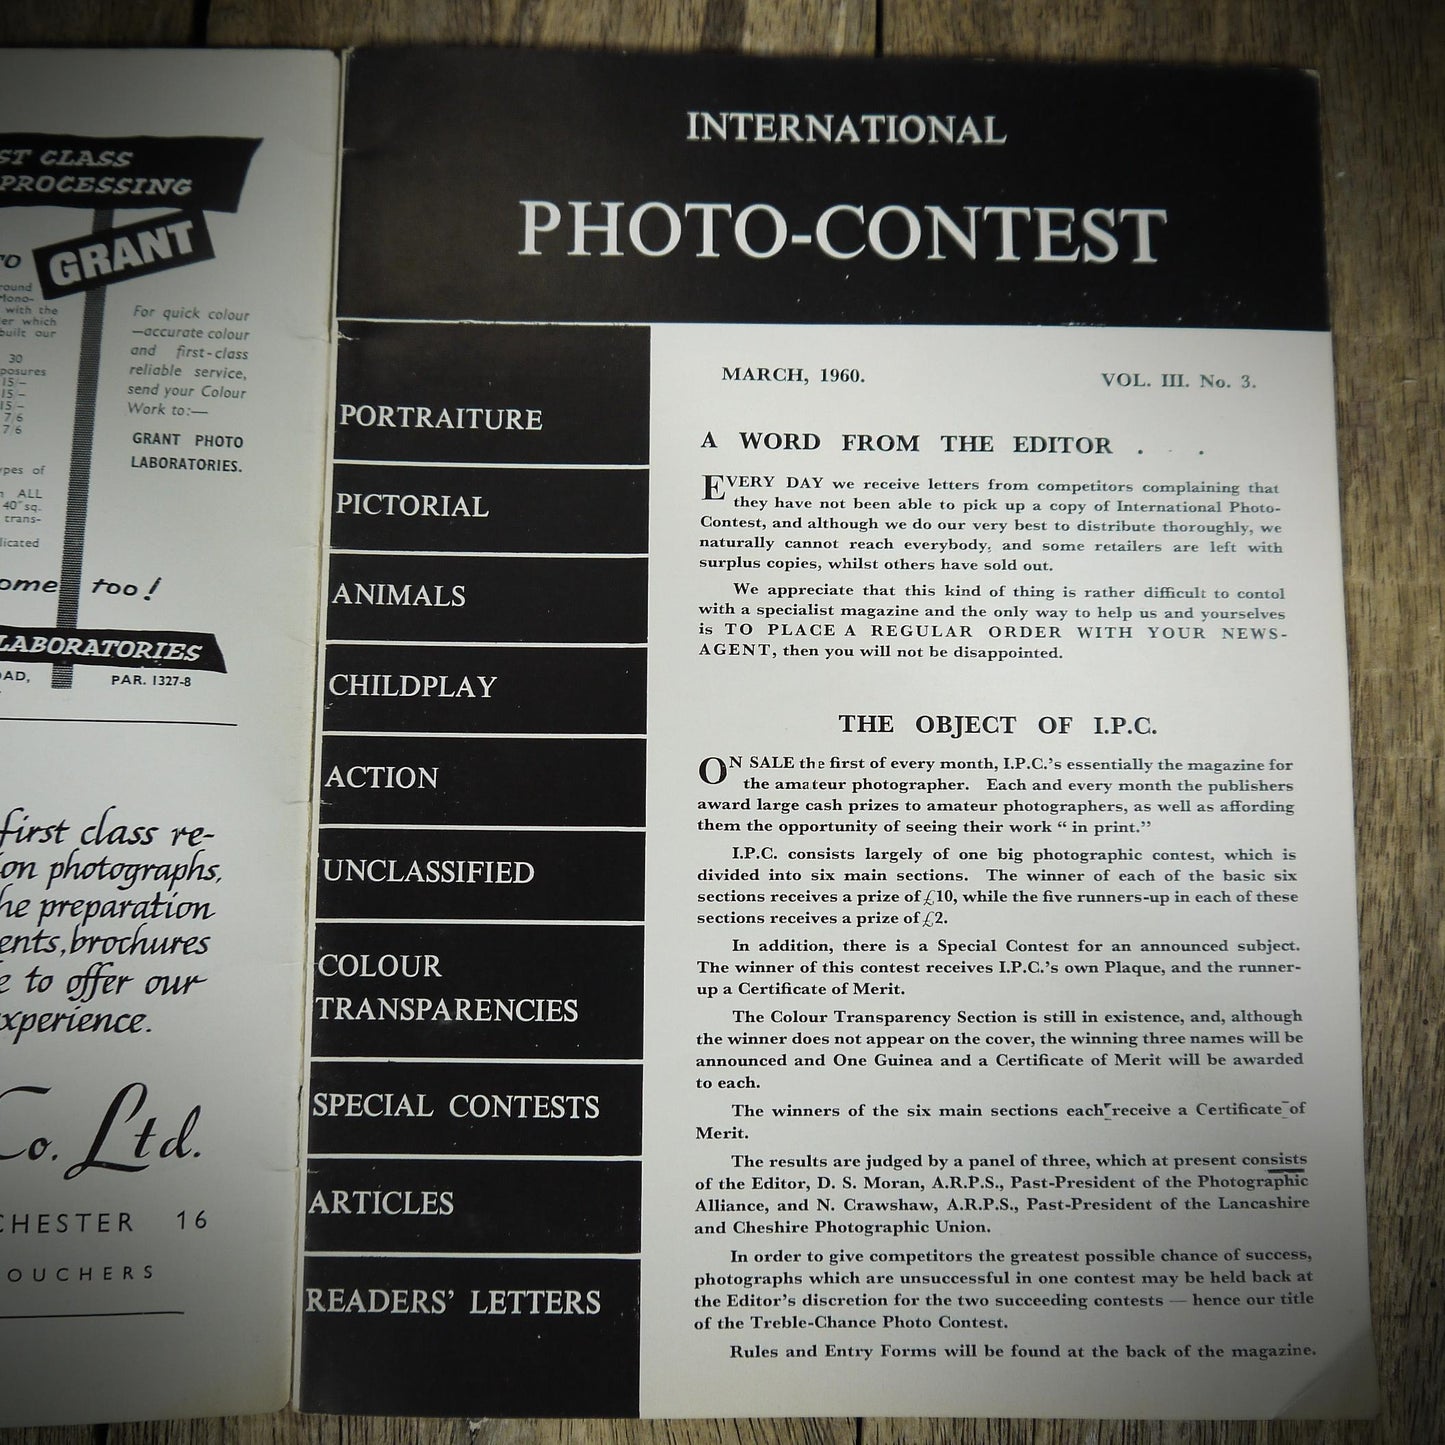 ST CLASS
PROCESSING
TO
GRANT
round
Mono-
with the
er which
built our
30
posures
15/-
15/-
15/-
7/6
7/6
ypes of
ALL
40" sq.
trans-
licated
For quick colour
—accurate colour
and first-class
reliable service,
send your Colour
Work to:—
GRANT PHOTO
LABORATORIES.
ome too!
LABORATORIES
OAD,
PAR. 1327-8
first class re-
on photographs,
he preparation
ents, brochures
e to offer our
xperience.
Co. Ltd.
CHESTER 16
OUCHERS
INTERNATIONAL
PHOTO-CONTEST
PORTRAITURE
PICTORIAL
ANIMALS
CHILDPLAY
ACTION
UNCLASSIFIED
COLOUR
TRANSPARENCIES
SPECIAL CONTESTS
ARTICLES
READERS' LETTERS
MARCH, 1960. VOL. III. No. 3.
A WORD FROM THE EDITOR . . .
EVERY DAY we receive letters from competitors complaining that
they have not been able to pick up a copy of International Photo-
Contest, and although we do our very best to distribute thoroughly, we
naturally cannot reach everybody, and some retailers are left with
surplus copies, whilst others have sold out.
We appreciate that this kind of thing is rather difficult to contol
with a specialist magazine and the only way to help us and yourselves
is TO PLACE A REGULAR ORDER WITH YOUR NEWS-
AGENT, then you will not be disappointed.
THE OBJECT OF I.P.C.
ON SALE the first of every month, I.P.C.'s essentially the magazine for
the amateur photographer. Each and every month the publishers
award large cash prizes to amateur photographers, as well as affording
them the opportunity of seeing their work " in print."
I.P.C. consists largely of one big photographic contest, which is
divided into six main sections. The winner of each of the basic six
sections receives a prize of £10, while the five runners-up in each of these
sections receives a prize of £2.
In addition, there is a Special Contest for an announced subject.
The winner of this contest receives I.P.C.'s own Plaque, and the runner-
up a Certificate of Merit.
The Colour Transparency Section is still in existence, and, although
the winner does not appear on the cover, the winning three names will be
announced and One Guinea and a Certificate of Merit will be awarded
to each.
The winners of the six main sections each receive a Certificate of
Merit.
The results are judged by a panel of three, which at present consists
of the Editor, D. S. Moran, A.R.P.S., Past-President of the Photographic
Alliance, and N. Crawshaw, A.R.P.S., Past-President of the Lancashire
and Cheshire Photographic Union.
In order to give competitors the greatest possible chance of success,
photographs which are unsuccessful in one contest may be held back at
the Editor's discretion for the two succeeding contests — hence our title
of the Treble-Chance Photo Contest.
Rules and Entry Forms will be found at the back of the magazine.